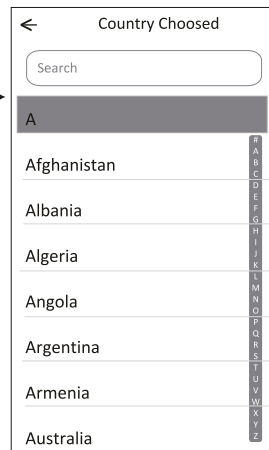 Country Choosed
Search
A
Afghanistan
Albania
Algeria
Angola
Argentina
Armenia
Australia
#
A
B
C
D
E
F
G
H
I
J
K
L
M
N
O
P
Q
R
S
T
U
V
W
X
Y
Z